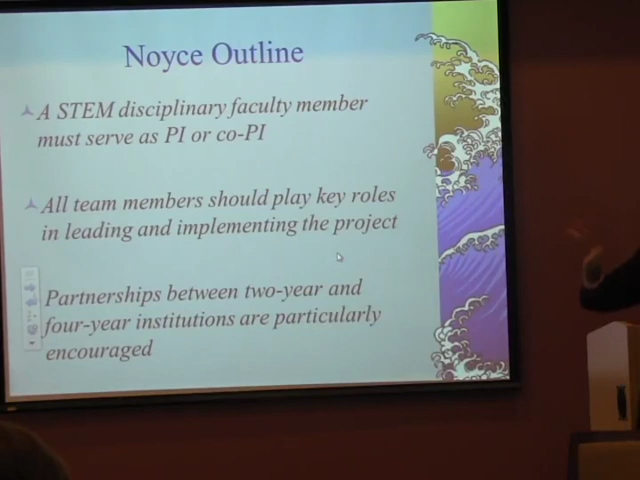 Noyce Outline
A STEM disciplinary faculty member
must serve as PI or co-PI
All team members should play key roles
in leading and implementing the project
Partnerships between two-year and
four-year institutions are particularly
encouraged